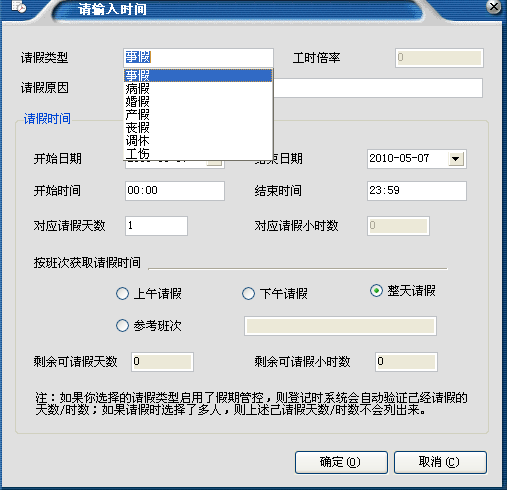 请输入时间
请假类型 事假 工时倍率 0
事假
病假
婚假
产假
丧假
调休
工伤
请假原因
请假时间
开始日期 结束日期 2010-05-07
开始时间 00:00 结束时间 23:59
对应请假天数 1 对应请假小时数 0
按班次获取请假时间
上午请假 下午请假 整天请假
参考班次
剩余可请假天数 0 剩余可请假小时数 0
注：如果你选择的请假类型启用了假期管控，则登记时系统会自动验证已经请假的
天数/时数；如果请假时选择了多人，则上述已请假天数/时数不会列出来。
确定(O) 取消(C)